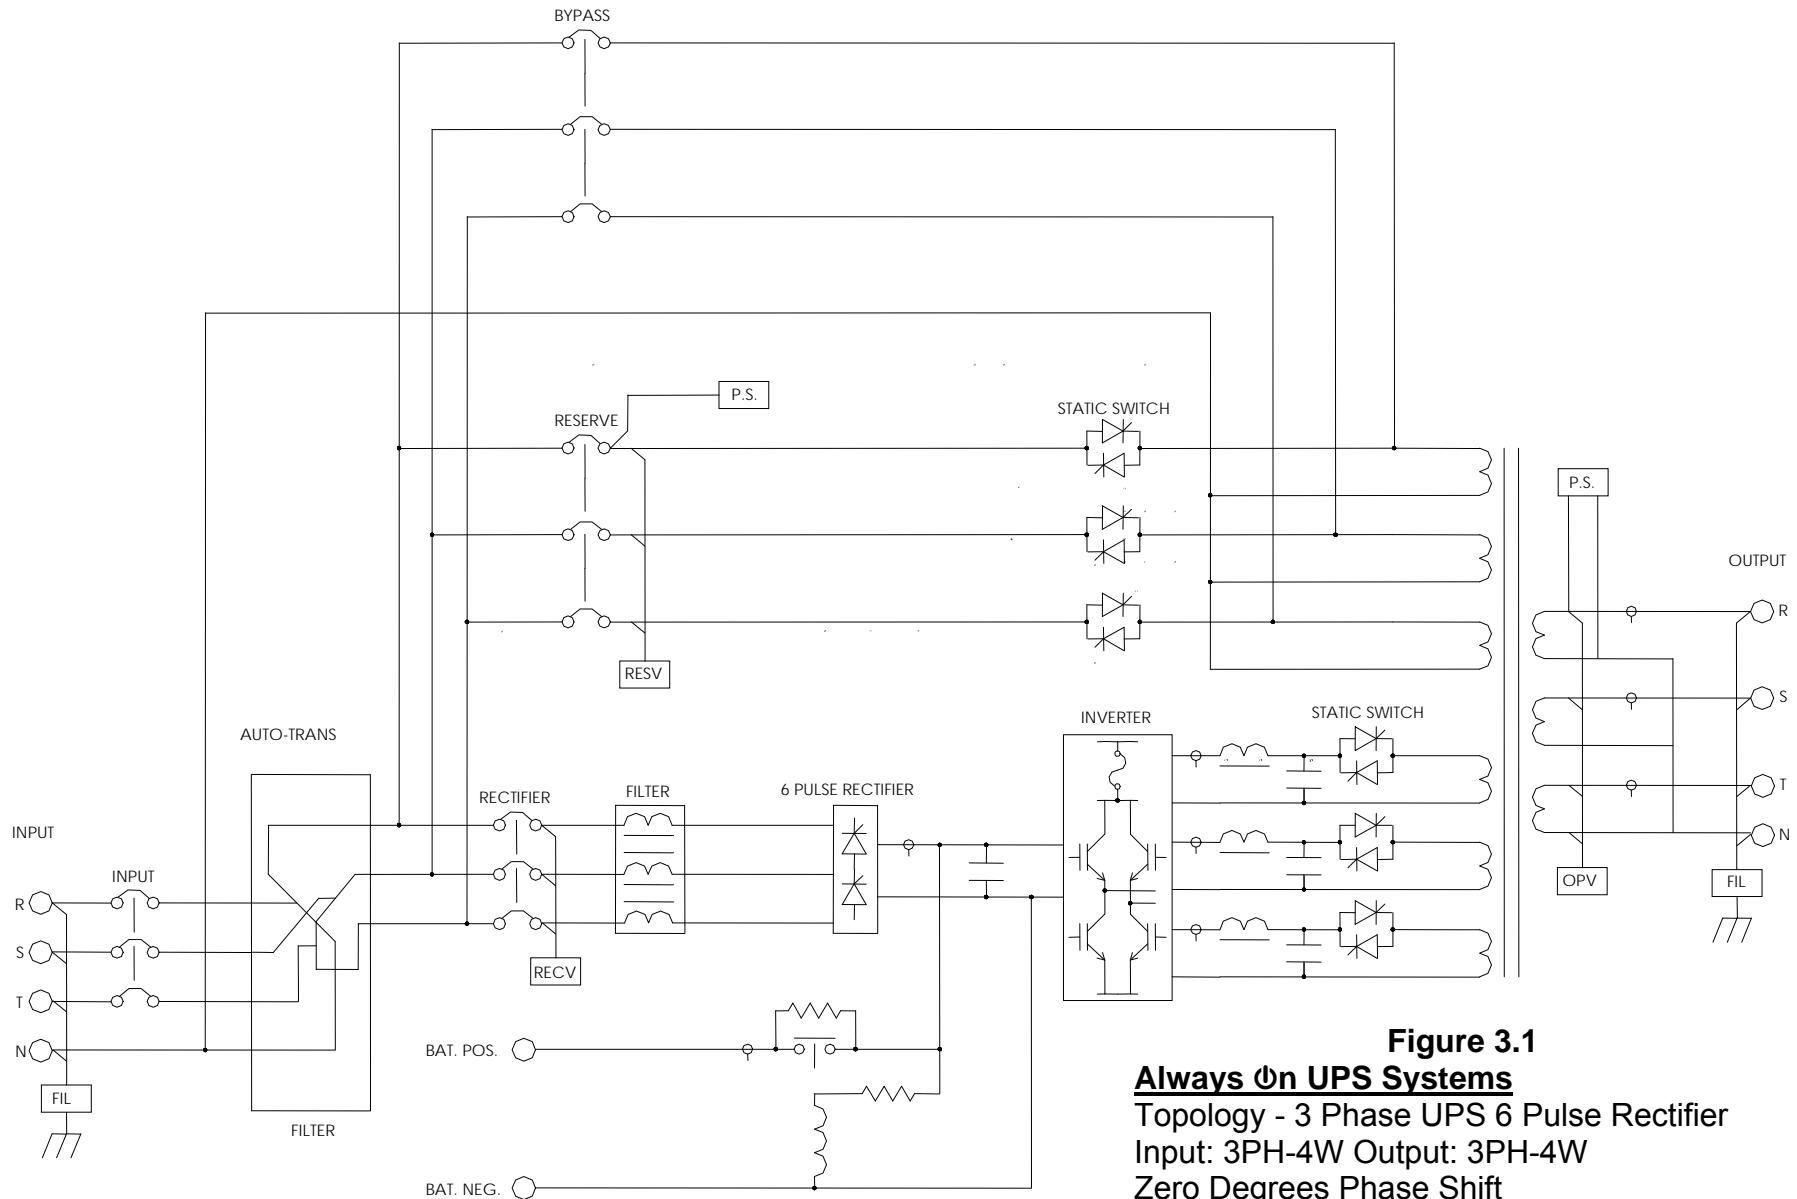 BYPASS
P.S.
RESERVE
STATIC SWITCH
P.S.
OUTPUT
R
RESV
S
INVERTER
STATIC SWITCH
AUTO-TRANS
T
RECTIFIER
FILTER
6 PULSE RECTIFIER
INPUT
N
INPUT
OPV
FIL
R
S
RECV
T
N
BAT. POS.
FIL
FILTER
BAT. NEG.
Figure 3.1
Always On UPS Systems
Topology - 3 Phase UPS 6 Pulse Rectifier
Input: 3PH-4W Output: 3PH-4W
Zero Degrees Phase Shift